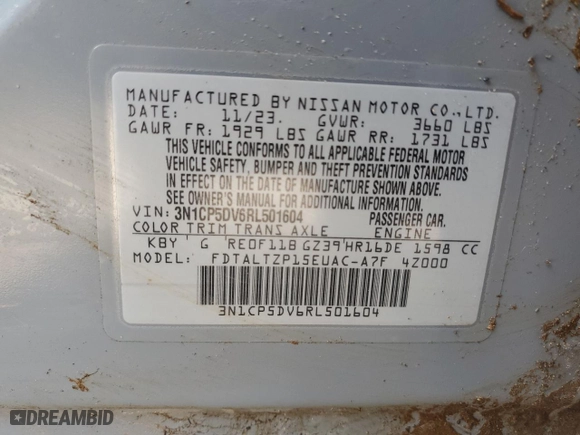 MANUFACTURED BY NISSAN MOTOR CO.,LTD.
DATE: 11/23. GVWR: 3660 LBS
GAWR FR: 1929 LBS GAWR RR: 1731 LBS
THIS VEHICLE CONFORMS TO ALL APPLICABLE FEDERAL MOTOR
VEHICLE SAFETY, BUMPER AND THEFT PREVENTION STANDARDS
IN EFFECT ON THE DATE OF MANUFACTURE SHOWN ABOVE.
SEE OWNER'S MANUAL FOR ADDITIONAL INFORMATION
VIN: 3N1CP5DV6RL501604 PASSENGER CAR.
COLOR TRIM TRANS AXLE ENGINE
KBY G RE0F11B GZ39 HR16DE 1598 CC
FDTALTZP15EUAC-A7F 4Z000
3N1CP5DV6RL501604
DREAMBID